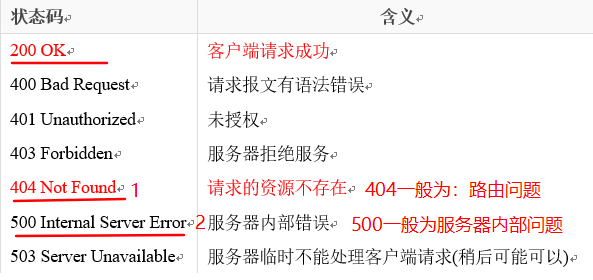 状态码 含义
200 OK 客户端请求成功
400 Bad Request 请求报文有语法错误
401 Unauthorized 未授权
403 Forbidden 服务器拒绝服务
404 Not Found 1 请求的资源不存在 404一般为：路由问题
500 Internal Server Error 2 服务器内部错误 500一般为服务器内部问题
503 Server Unavailable 服务器临时不能处理客户端请求(稍后可能可以)